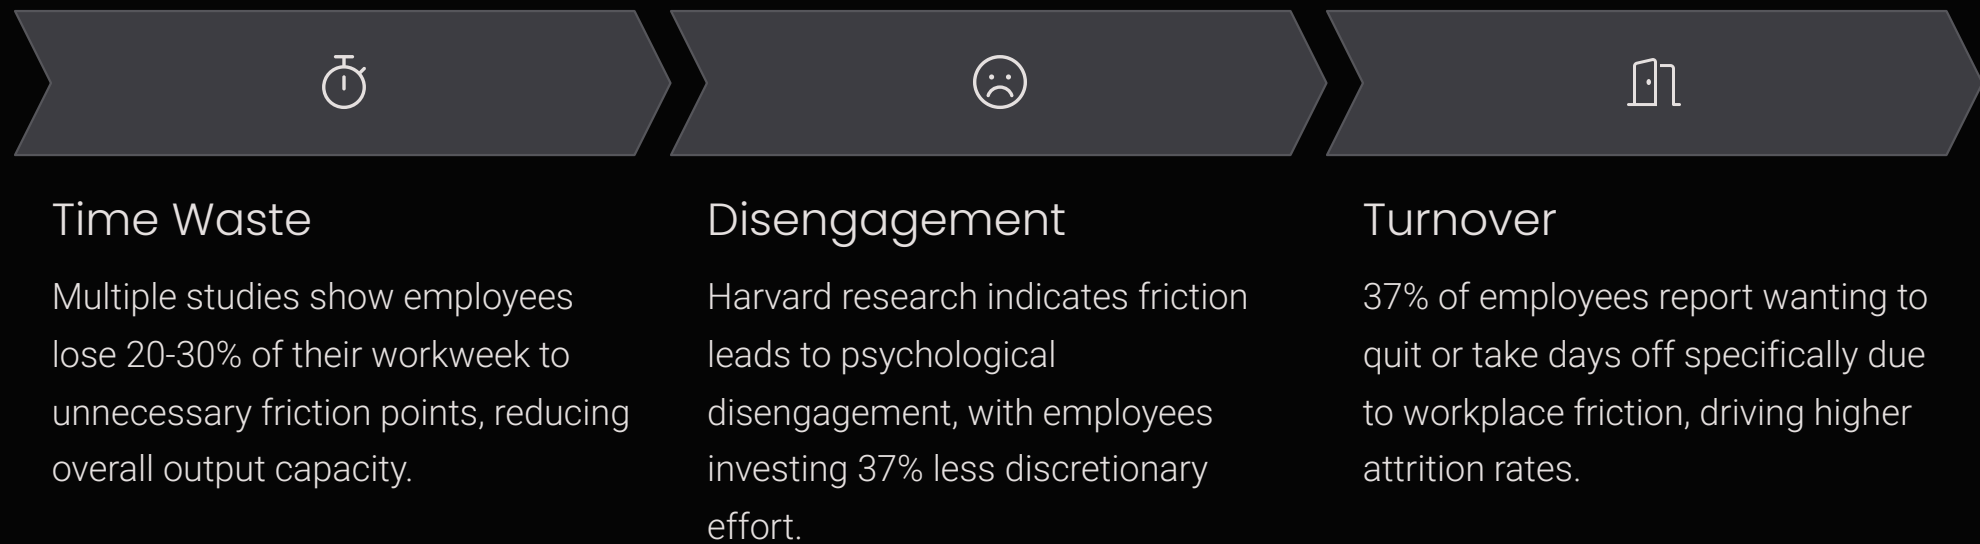 Time Waste
Multiple studies show employees
lose 20-30% of their workweek to
unnecessary friction points, reducing
overall output capacity.
Disengagement
Harvard research indicates friction
leads to psychological
disengagement, with employees
investing 37% less discretionary
effort.
Turnover
37% of employees report wanting to
quit or take days off specifically due
to workplace friction, driving higher
attrition rates.